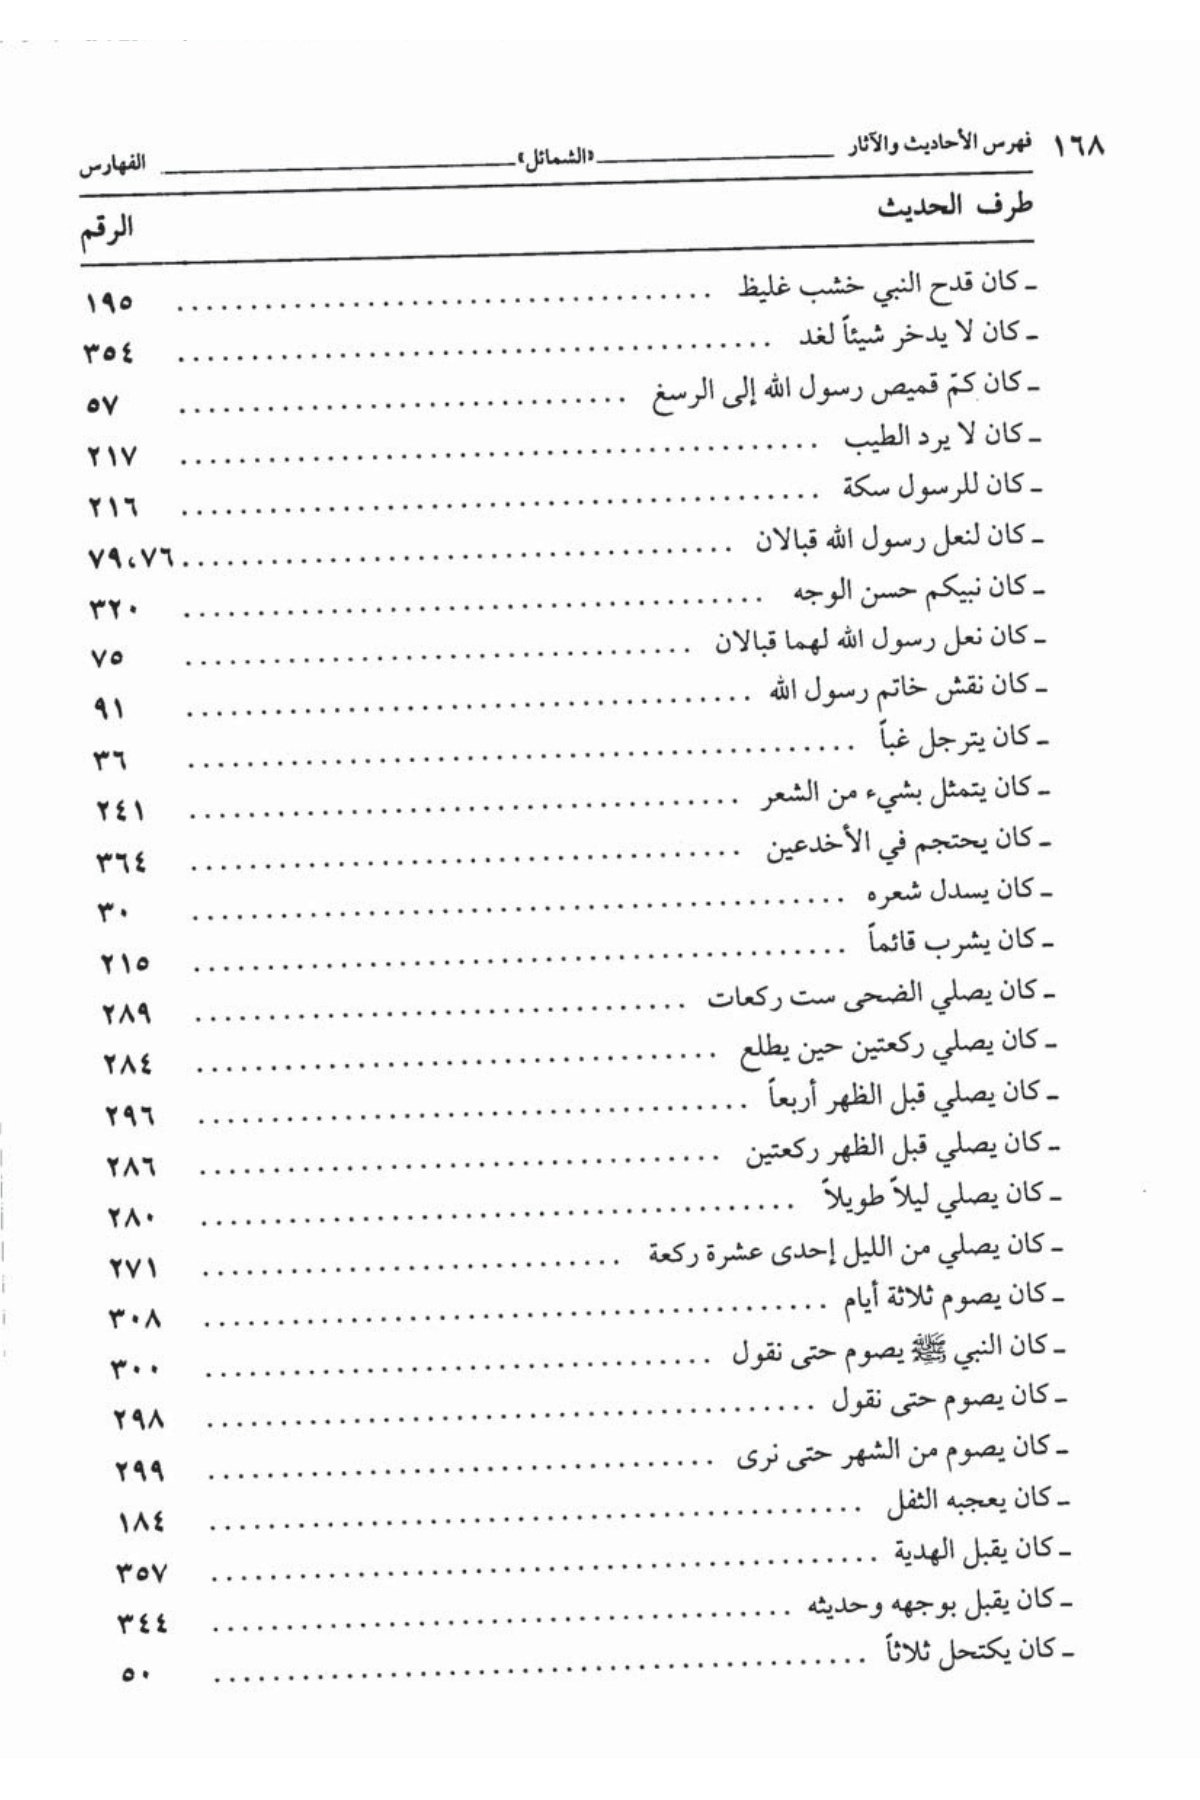 ١٦٨ فهرس الأحاديث والآثار ــــــ «الشمائل» ــــــ الفهارس
طرف الحديث الرقم
ـ كان قدح النبي خشب غليظ ........ ١٩٥
ـ كان لا يدخر شيئاً لغد ........ ٣٥٤
ـ كان كمّ قميص رسول الله إلى الرسغ ........ ٥٧
ـ كان لا يرد الطيب ........ ٢١٧
ـ كان للرسول سكة ........ ٢١٦
ـ كان لنعل رسول الله قبالان ........ ٧٦، ٧٩
ـ كان نبيكم حسن الوجه ........ ٣٢٠
ـ كان نعل رسول الله لهما قبالان ........ ٧٥
ـ كان نقش خاتم رسول الله ........ ٩١
ـ كان يترجل غباً ........ ٣٦
ـ كان يتمثل بشيء من الشعر ........ ٢٤١
ـ كان يحتجم في الأخدعين ........ ٣٦٤
ـ كان يسدل شعره ........ ٣٠
ـ كان يشرب قائماً ........ ٢١٥
ـ كان يصلي الضحى ست ركعات ........ ٢٨٩
ـ كان يصلي ركعتين حين يطلع ........ ٢٨٤
ـ كان يصلي قبل الظهر أربعاً ........ ٢٩٦
ـ كان يصلي قبل الظهر ركعتين ........ ٢٨٦
ـ كان يصلي ليلاً طويلاً ........ ٢٨٠
ـ كان يصلي من الليل إحدى عشرة ركعة ........ ٢٧١
ـ كان يصوم ثلاثة أيام ........ ٣٠٨
ـ كان النبي ﷺ يصوم حتى نقول ........ ٣٠٠
ـ كان يصوم حتى نقول ........ ٢٩٨
ـ كان يصوم من الشهر حتى نرى ........ ٢٩٩
ـ كان يعجبه الثفل ........ ١٨٤
ـ كان يقبل الهدية ........ ٣٥٧
ـ كان يقبل بوجهه وحديثه ........ ٣٤٤
ـ كان يكتحل ثلاثاً ........ ٥٠